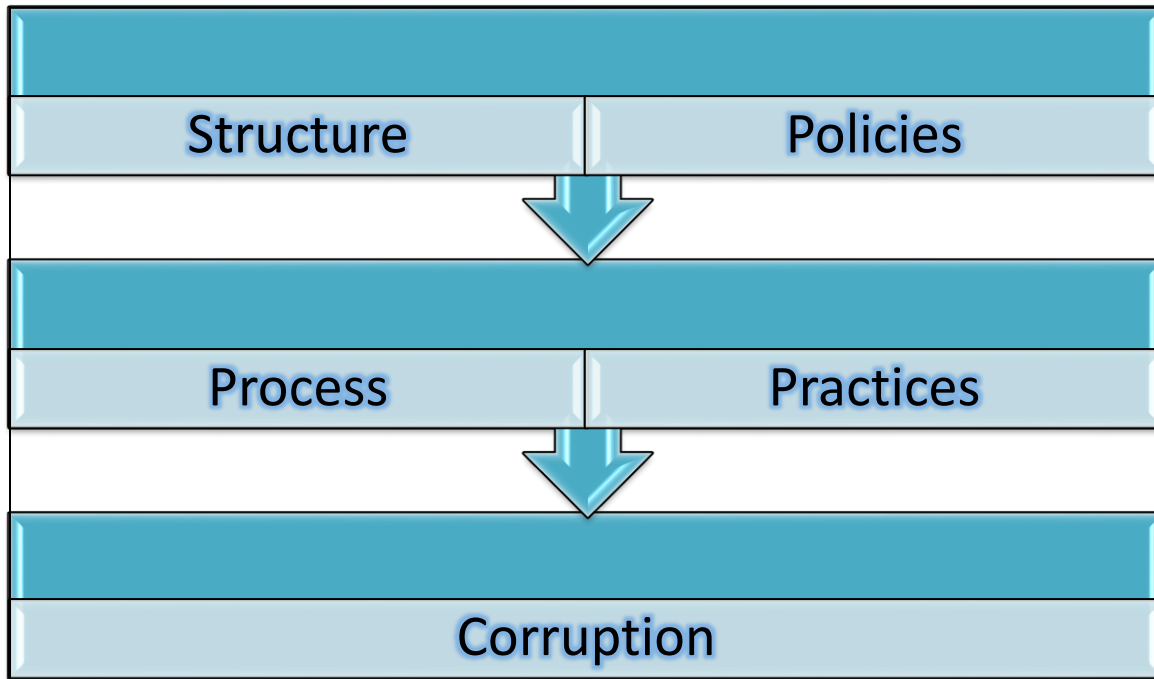 Structure
Policies
Process
Practices
Corruption